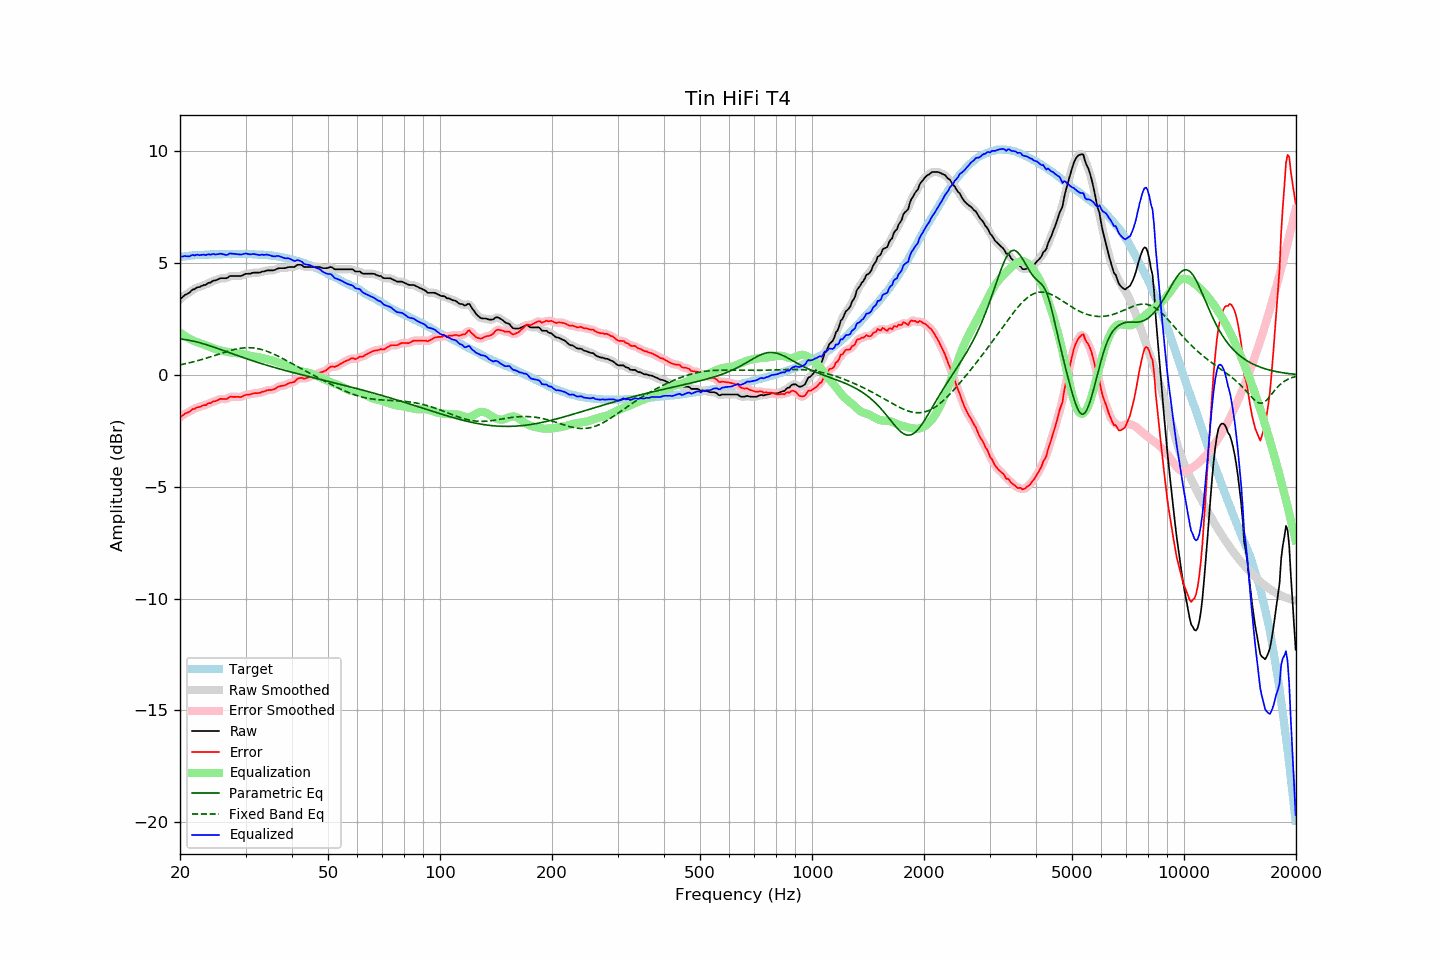 Tin HiFi T4
Amplitude (dBr)
10
5
0
−5
−10
−15
−20
Target
Raw Smoothed
Error Smoothed
Raw
Error
Equalization
Parametric Eq
Fixed Band Eq
Equalized
20 50 100 200 500 1000 2000 5000 10000 20000
Frequency (Hz)